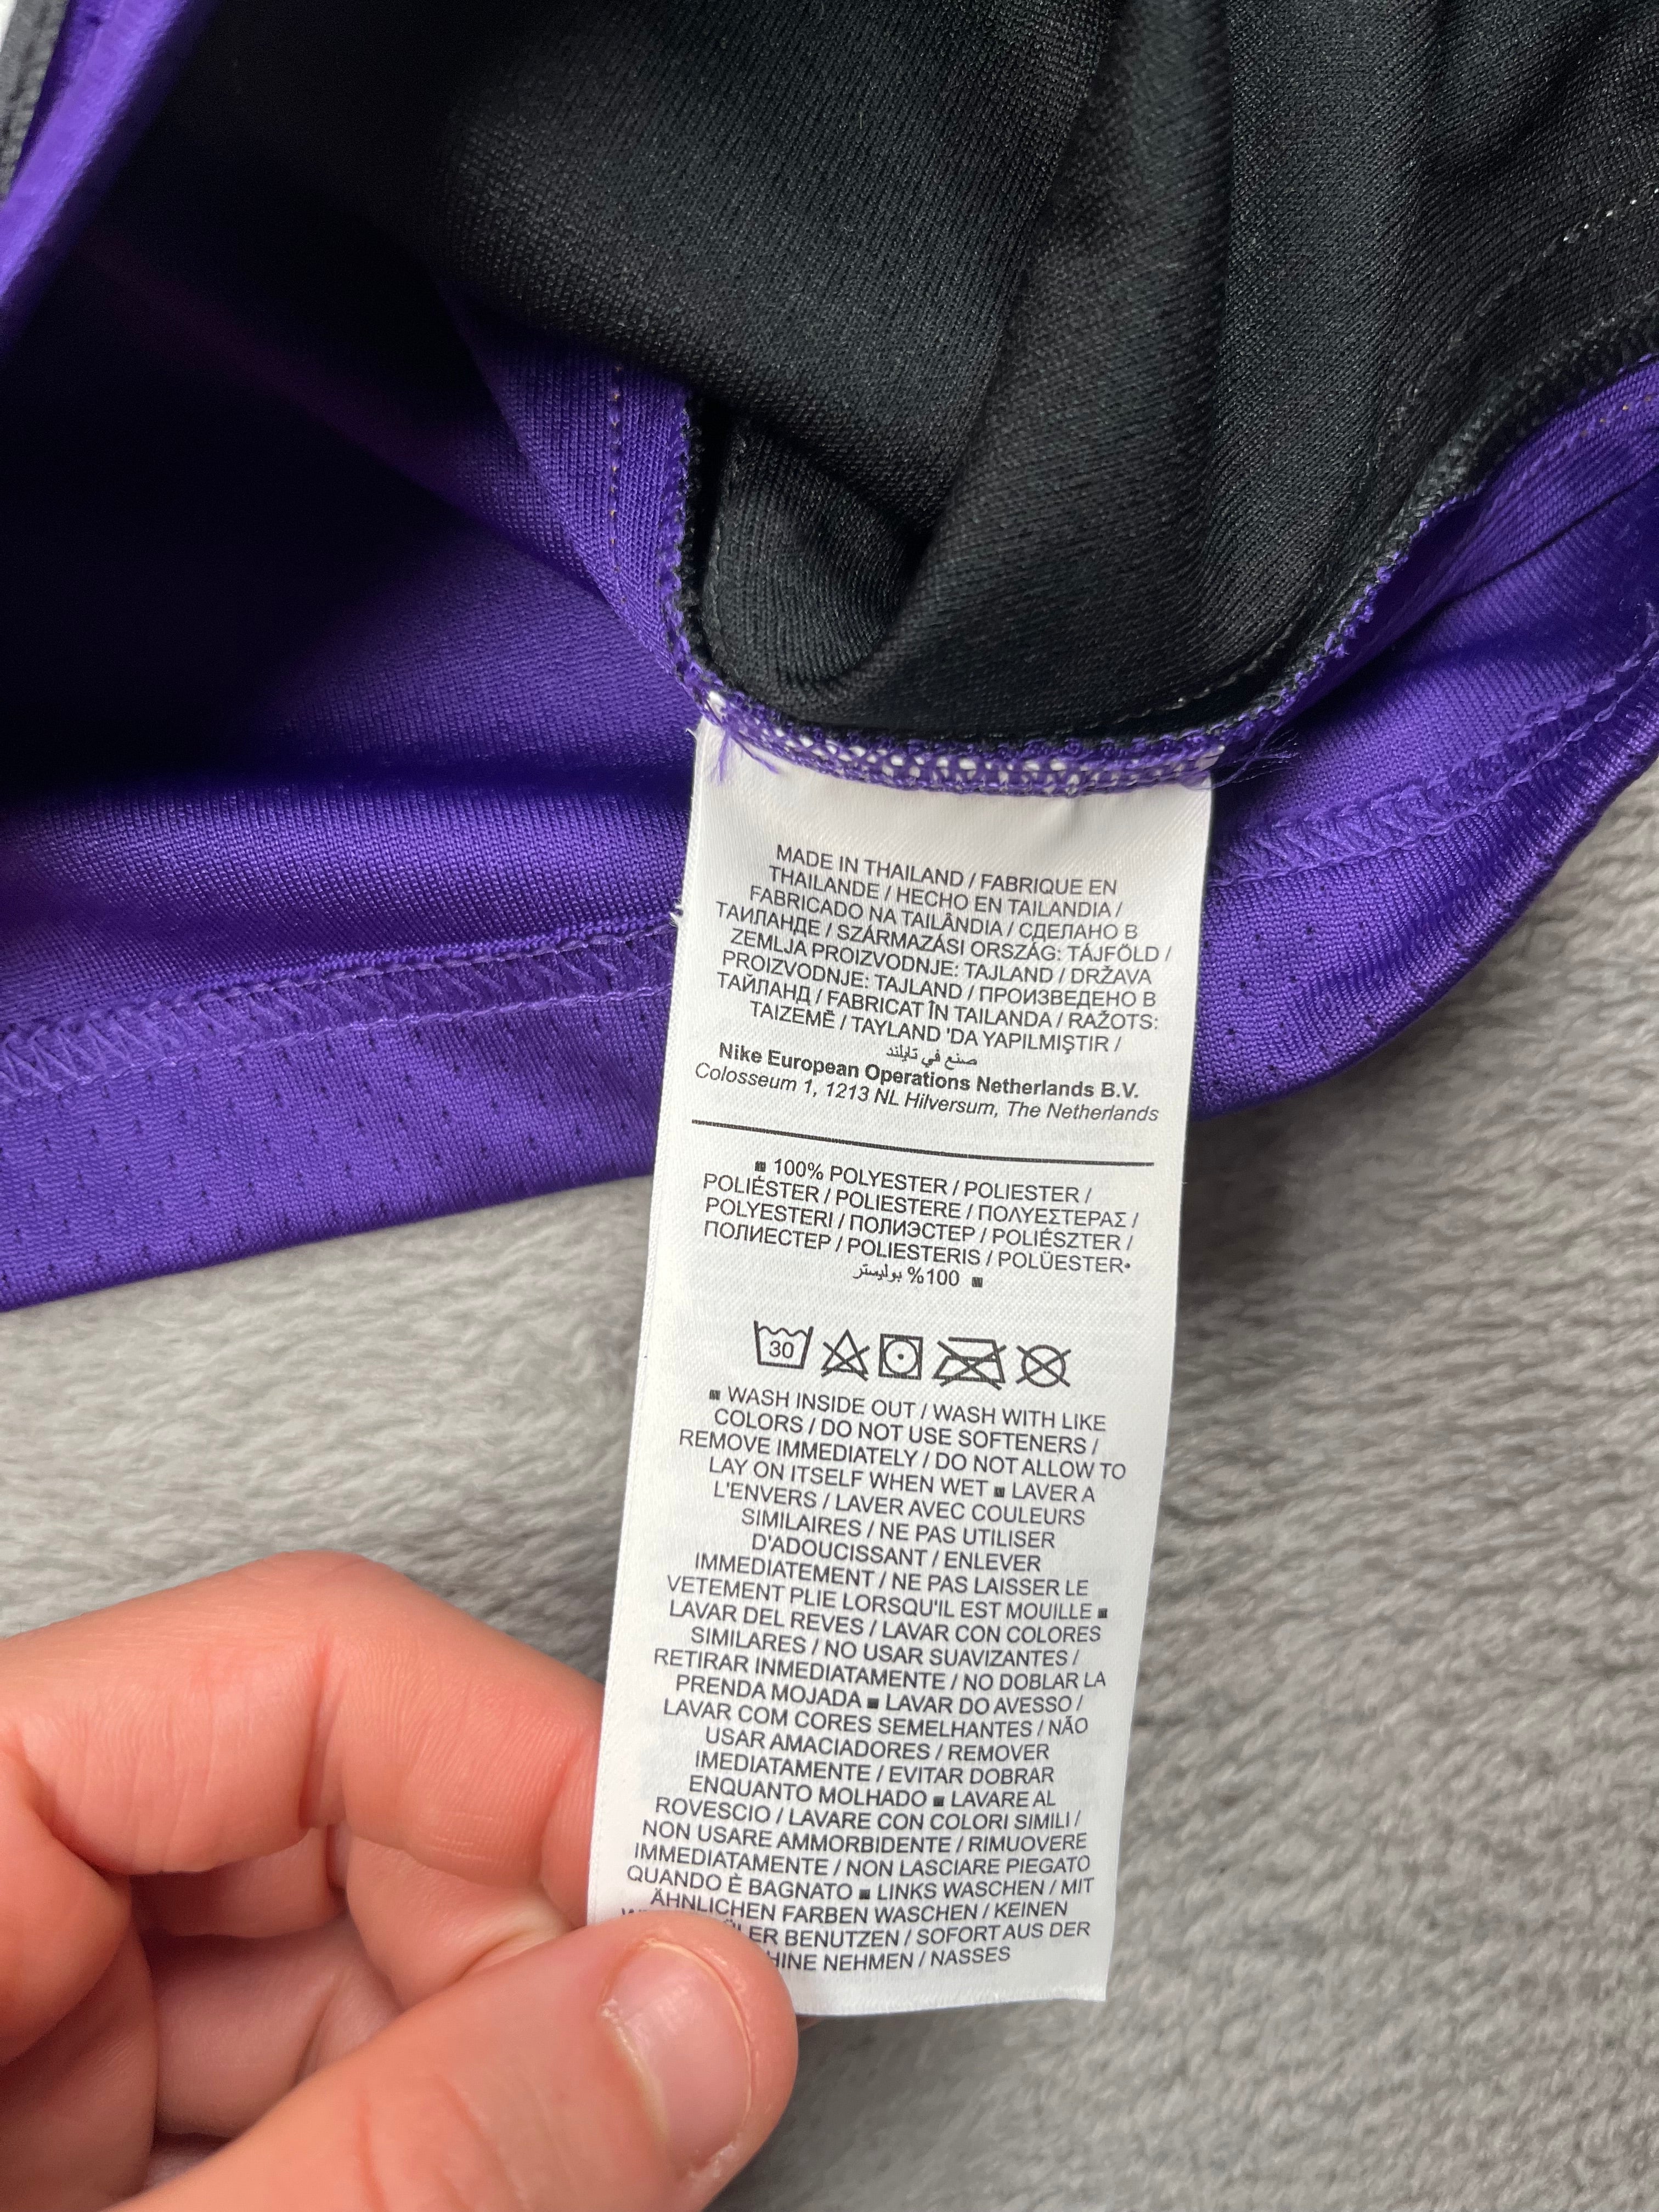 MADE IN THAILAND / FABRIQUE EN
THAILANDE / HECHO EN TAILANDIA /
FABRICADO NA TAILÂNDIA / СДЕЛАНО В
ТАИЛАНДЕ / SZÁRMAZÁSI ORSZÁG: TÁJFÖLD /
ZEMLJA PROIZVODNJE: TAJLAND / DRŽAVA
PROIZVODNJE: TAJLAND / ПРОИЗВЕДЕНО В
ТАЙЛАНД / FABRICAT ÎN TAILANDA / RAŽOTS:
TAIZEMĒ / TAYLAND 'DA YAPILMIŞTIR /
صنع في تايلند
Nike European Operations Netherlands B.V.
Colosseum 1, 1213 NL Hilversum, The Netherlands
■ 100% POLYESTER / POLIESTER /
POLIÉSTER / POLIESTERE / ΠΟΛΥΕΣΤΕΡΑΣ /
POLYESTERI / ПОЛИЭСТЕР / POLIÉSZTER /
ПОЛИЕСТЕР / POLIESTERIS / POLÜESTER•
100% بوليستر ■
30
■ WASH INSIDE OUT / WASH WITH LIKE
COLORS / DO NOT USE SOFTENERS /
REMOVE IMMEDIATELY / DO NOT ALLOW TO
LAY ON ITSELF WHEN WET ■ LAVER A
L'ENVERS / LAVER AVEC COULEURS
SIMILAIRES / NE PAS UTILISER
D'ADOUCISSANT / ENLEVER
IMMEDIATEMENT / NE PAS LAISSER LE
VETEMENT PLIE LORSQU'IL EST MOUILLE ■
LAVAR DEL REVES / LAVAR CON COLORES
SIMILARES / NO USAR SUAVIZANTES /
RETIRAR INMEDIATAMENTE / NO DOBLAR LA
PRENDA MOJADA ■ LAVAR DO AVESSO /
LAVAR COM CORES SEMELHANTES / NÃO
USAR AMACIADORES / REMOVER
IMEDIATAMENTE / EVITAR DOBRAR
ENQUANTO MOLHADO ■ LAVARE AL
ROVESCIO / LAVARE CON COLORI SIMILI /
NON USARE AMMORBIDENTE / RIMUOVERE
IMMEDIATAMENTE / NON LASCIARE PIEGATO
QUANDO È BAGNATO ■ LINKS WASCHEN / MIT
ÄHNLICHEN FARBEN WASCHEN / KEINEN
BENUTZEN / SOFORT AUS DER
NEHMEN / NASSES